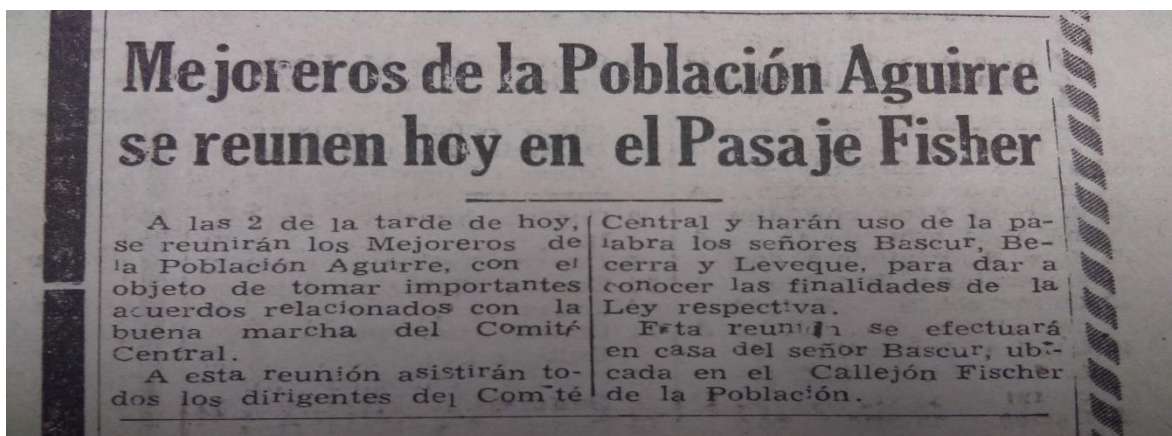 Mejoreros de la Población Aguirre
se reunen hoy en el Pasaje Fisher
A las 2 de la tarde de hoy,
se reunirán los Mejoreros de
la Población Aguirre, con el
objeto de tomar importantes
acuerdos relacionados con la
buena marcha del Comité
Central.
A esta reunión asistirán to-
dos los dirigentes del Comité
Central y harán uso de la pa-
labra los señores Bascur, Be-
cerra y Leveque, para dar a
conocer las finalidades de la
Ley respectiva.
Esta reunión se efectuará
en casa del señor Bascur, ubi-
cada en el Callejón Fischer
de la Población.